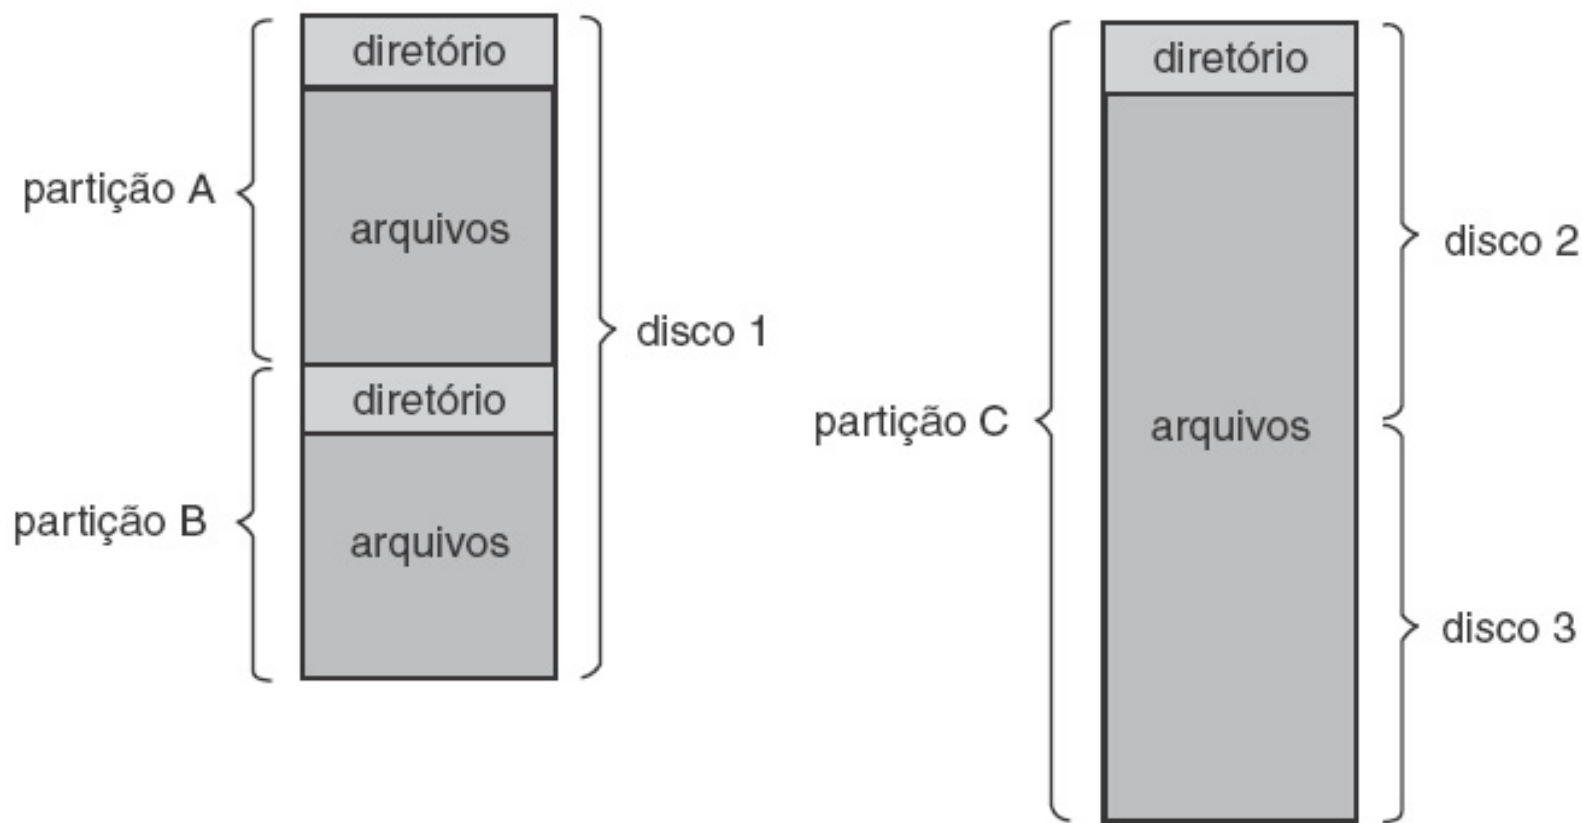 diretório
partição A
arquivos
disco 1
diretório
partição B
arquivos
diretório
disco 2
partição C
arquivos
disco 3